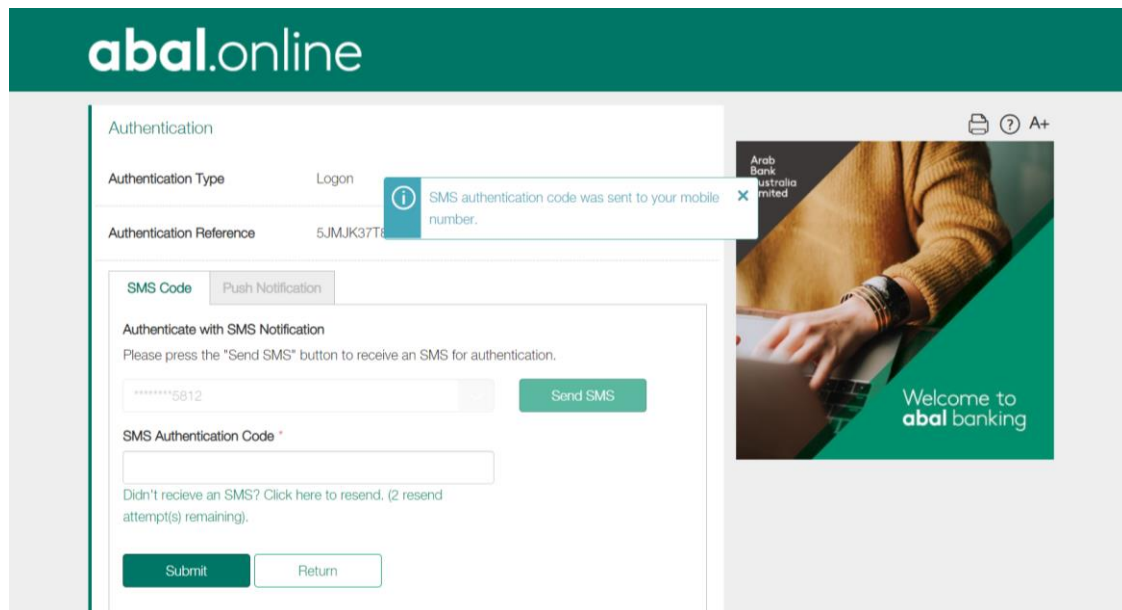 abal.online
Authentication
A+
Authentication Type Logon
SMS authentication code was sent to your mobile
number.
Authentication Reference
SMS Code Push Notification
Authenticate with SMS Notification
Please press the "Send SMS" button to receive an SMS for authentication.
********5812 Send SMS
SMS Authentication Code *
Didn't recieve an SMS? Click here to resend. (2 resend
attempt(s) remaining).
Submit Return
Arab
Bank
Welcome to
abal banking